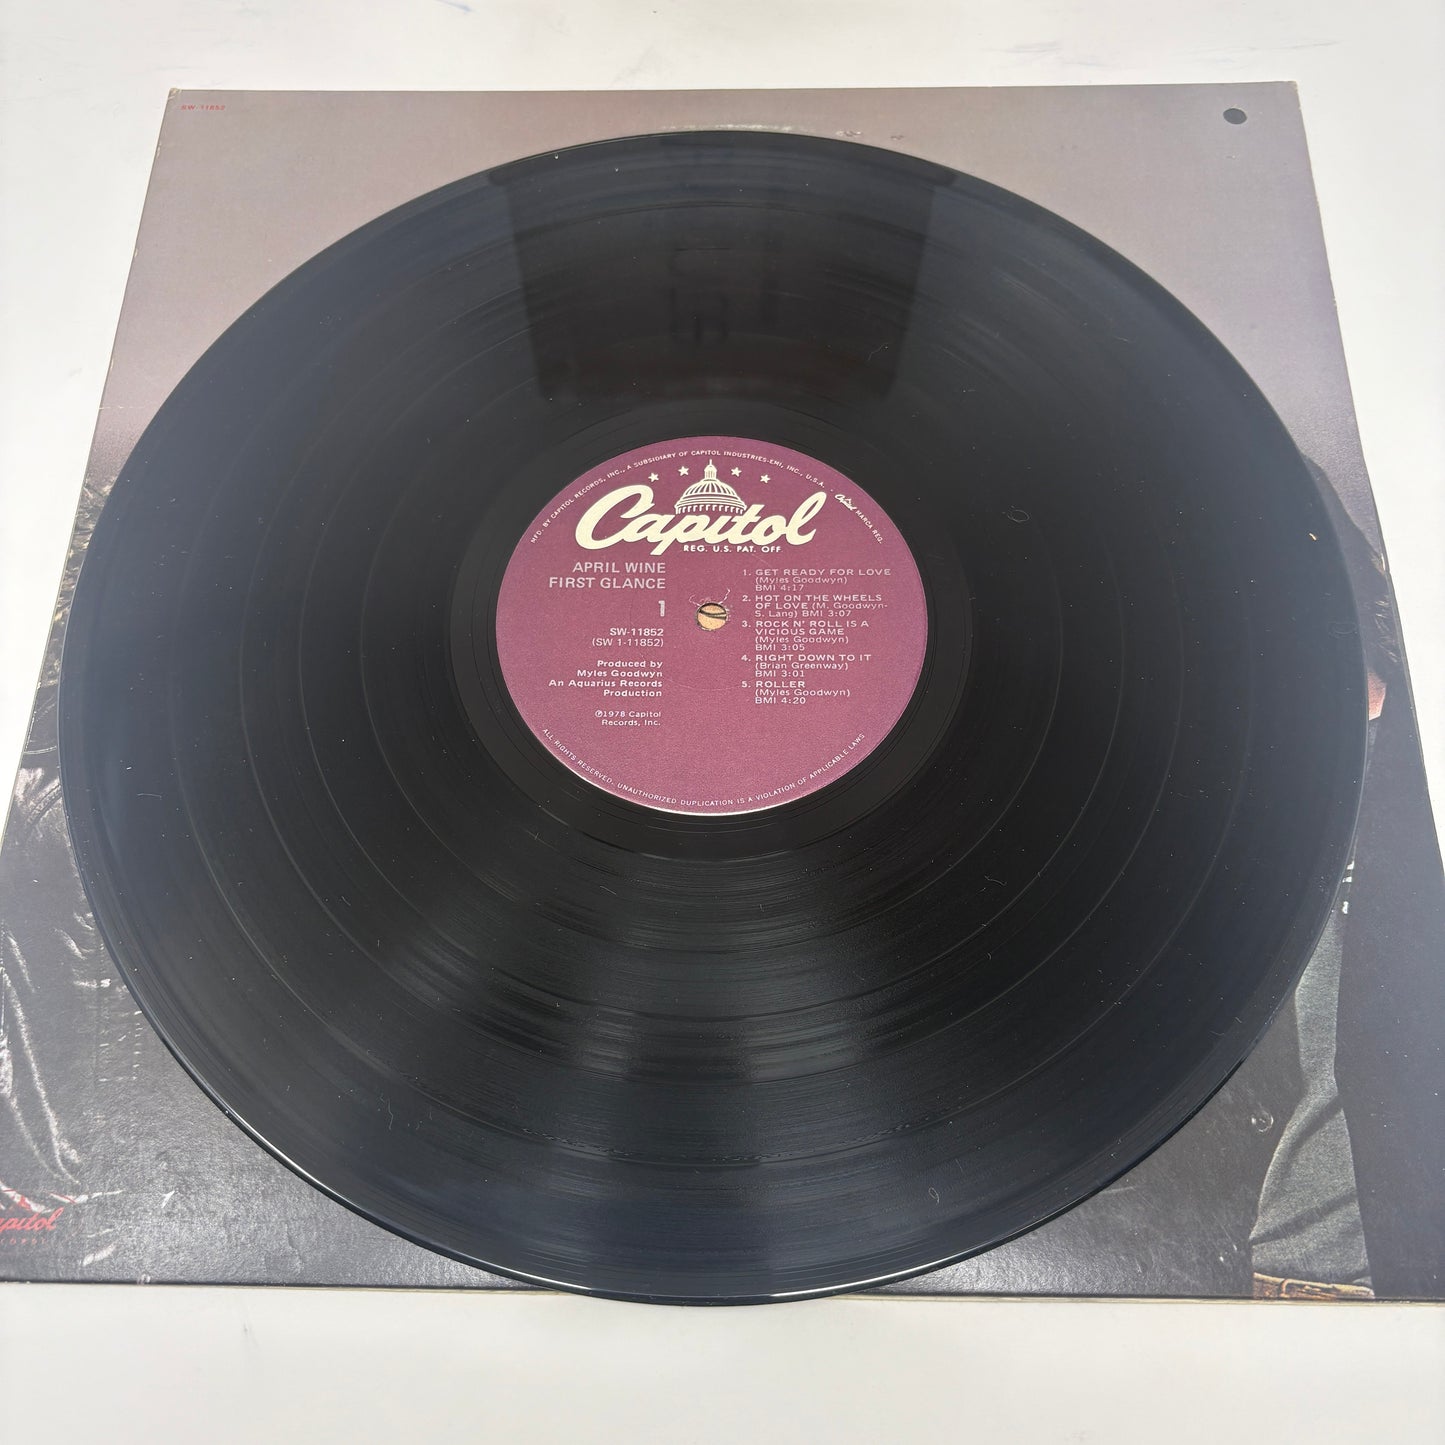 SW-11852
MFD. BY CAPITOL RECORDS, INC., A SUBSIDIARY OF CAPITOL INDUSTRIES-EMI, INC., U.S.A. · Capitol MARCA REG.
Capitol
REG. U.S. PAT. OFF
APRIL WINE
FIRST GLANCE
1
SW-11852
(SW 1-11852)
Produced by
Myles Goodwyn
An Aquarius Records
Production
℗1978 Capitol
Records, Inc.
1. GET READY FOR LOVE
(Myles Goodwyn)
BMI 4:17
2. HOT ON THE WHEELS
OF LOVE (M. Goodwyn-
S. Lang) BMI 3:07
3. ROCK N' ROLL IS A
VICIOUS GAME
(Myles Goodwyn)
BMI 3:05
4. RIGHT DOWN TO IT
(Brian Greenway)
BMI 3:01
5. ROLLER
(Myles Goodwyn)
BMI 4:20
ALL RIGHTS RESERVED. UNAUTHORIZED DUPLICATION IS A VIOLATION OF APPLICABLE LAWS